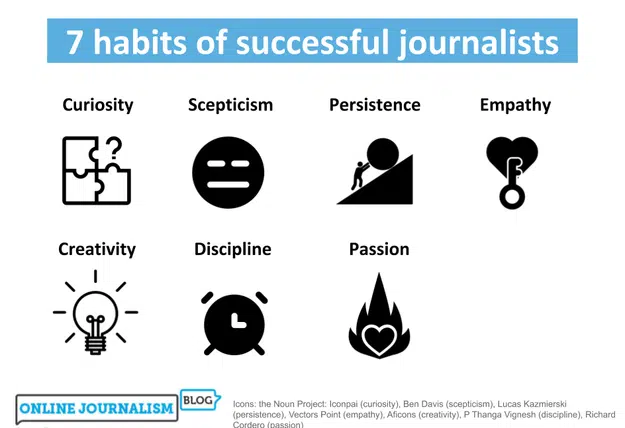 7 habits of successful journalists
Curiosity Scepticism Persistence Empathy
?
Creativity Discipline Passion
ONLINE JOURNALISM BLOG
Icons: the Noun Project: Iconpai (curiosity), Ben Davis (scepticism), Lucas Kazmierski
(persistence), Vectors Point (empathy), Aficons (creativity), P Thanga Vignesh (discipline), Richard
Cordero (passion)